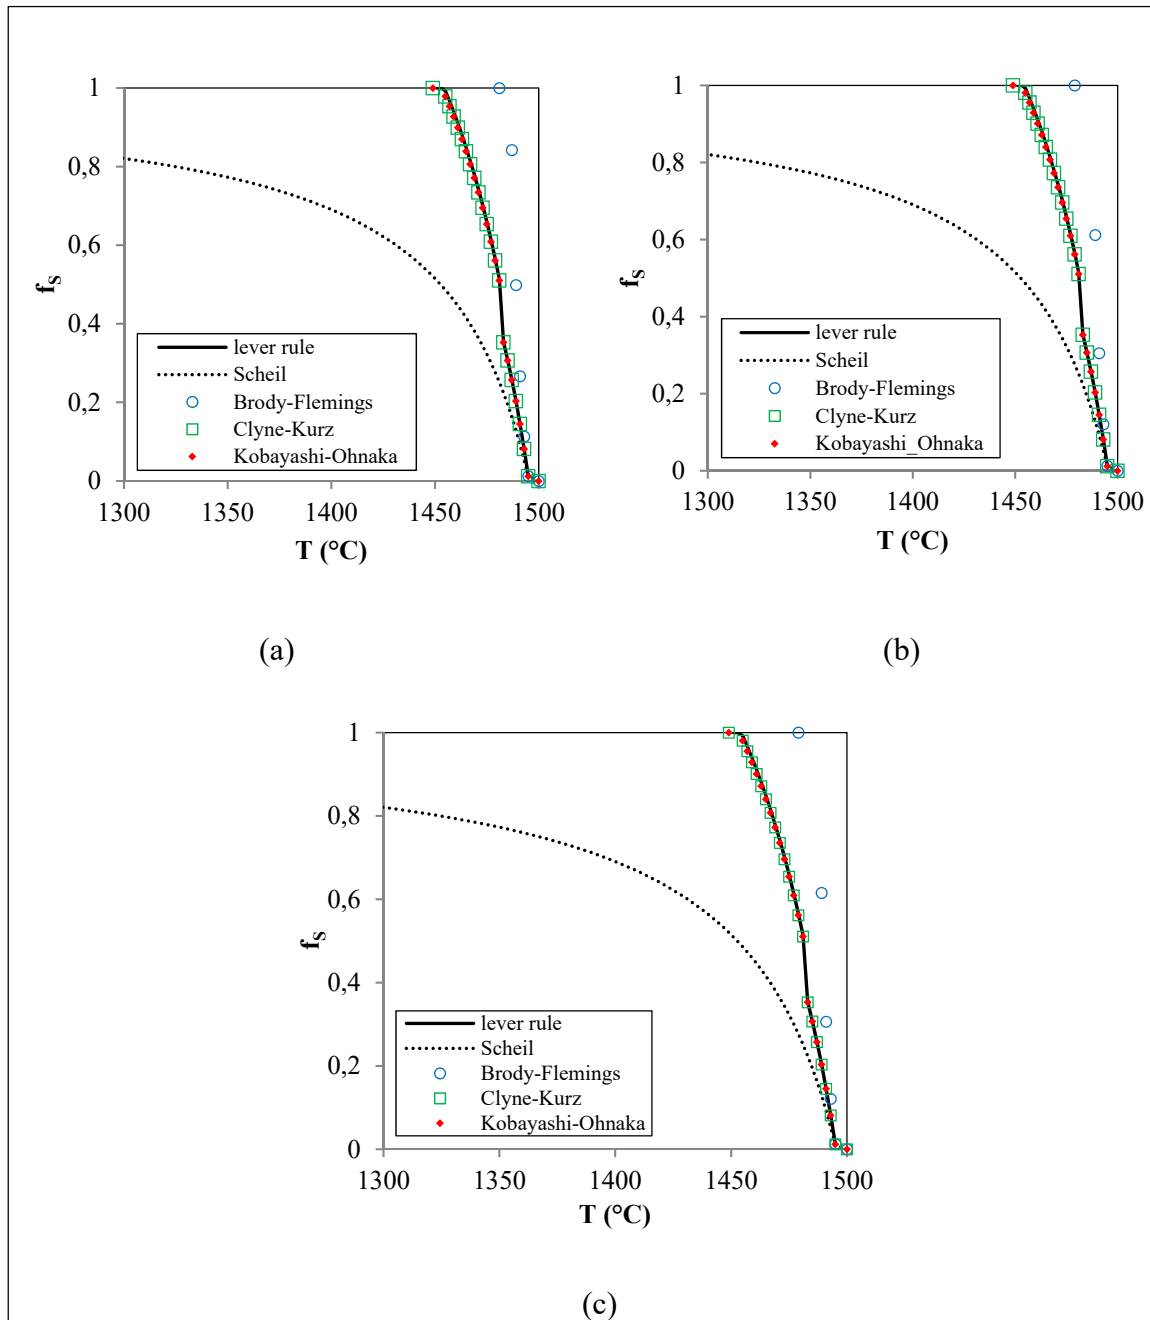 1
0,8
0,6
0,4
0,2
0
fS
lever rule
Scheil
Brody-Flemings
Clyne-Kurz
Kobayashi-Ohnaka
1300 1350 1400 1450 1500
T (°C)
(a)
1
0,8
0,6
0,4
0,2
0
fS
lever rule
Scheil
Brody-Flemings
Clyne-Kurz
Kobayashi_Ohnaka
1300 1350 1400 1450 1500
T (°C)
(b)
1
0,8
0,6
0,4
0,2
0
fS
lever rule
Scheil
Brody-Flemings
Clyne-Kurz
Kobayashi-Ohnaka
1300 1350 1400 1450 1500
T (°C)
(c)